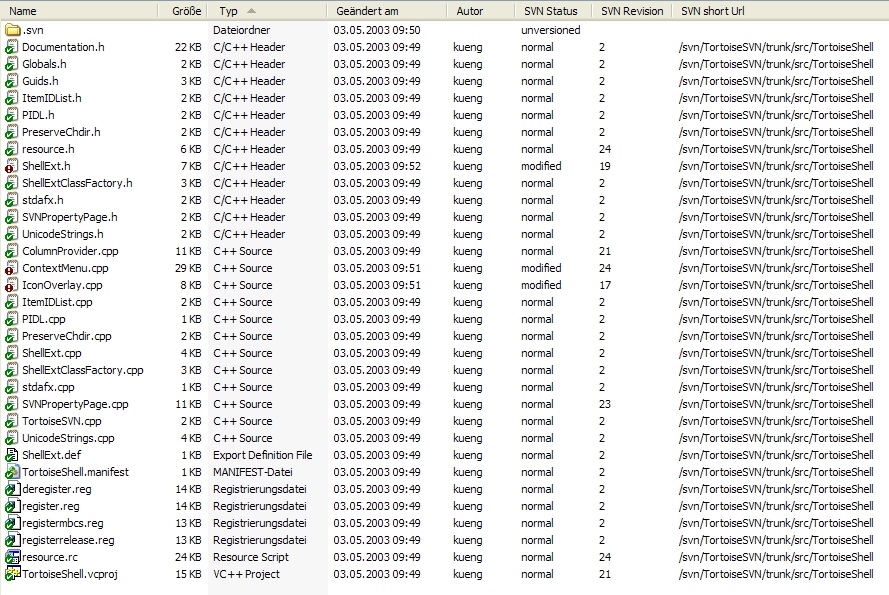 Name Größe Typ Geändert am Autor SVN Status SVN Revision SVN short Url
.svn Dateiordner 03.05.2003 09:50 unversioned
Documentation.h 22 KB C/C++ Header 03.05.2003 09:49 kueng normal 2 /svn/TortoiseSVN/trunk/src/TortoiseShell
Globals.h 2 KB C/C++ Header 03.05.2003 09:49 kueng normal 2 /svn/TortoiseSVN/trunk/src/TortoiseShell
Guids.h 3 KB C/C++ Header 03.05.2003 09:49 kueng normal 2 /svn/TortoiseSVN/trunk/src/TortoiseShell
ItemIDList.h 2 KB C/C++ Header 03.05.2003 09:49 kueng normal 2 /svn/TortoiseSVN/trunk/src/TortoiseShell
PIDL.h 2 KB C/C++ Header 03.05.2003 09:49 kueng normal 2 /svn/TortoiseSVN/trunk/src/TortoiseShell
PreserveChdir.h 2 KB C/C++ Header 03.05.2003 09:49 kueng normal 2 /svn/TortoiseSVN/trunk/src/TortoiseShell
resource.h 6 KB C/C++ Header 03.05.2003 09:49 kueng normal 24 /svn/TortoiseSVN/trunk/src/TortoiseShell
ShellExt.h 7 KB C/C++ Header 03.05.2003 09:52 kueng modified 19 /svn/TortoiseSVN/trunk/src/TortoiseShell
ShellExtClassFactory.h 3 KB C/C++ Header 03.05.2003 09:49 kueng normal 2 /svn/TortoiseSVN/trunk/src/TortoiseShell
stdafx.h 2 KB C/C++ Header 03.05.2003 09:49 kueng normal 2 /svn/TortoiseSVN/trunk/src/TortoiseShell
SVNPropertyPage.h 2 KB C/C++ Header 03.05.2003 09:49 kueng normal 2 /svn/TortoiseSVN/trunk/src/TortoiseShell
UnicodeStrings.h 2 KB C/C++ Header 03.05.2003 09:49 kueng normal 2 /svn/TortoiseSVN/trunk/src/TortoiseShell
ColumnProvider.cpp 11 KB C++ Source 03.05.2003 09:49 kueng normal 21 /svn/TortoiseSVN/trunk/src/TortoiseShell
ContextMenu.cpp 29 KB C++ Source 03.05.2003 09:51 kueng modified 24 /svn/TortoiseSVN/trunk/src/TortoiseShell
IconOverlay.cpp 8 KB C++ Source 03.05.2003 09:51 kueng modified 17 /svn/TortoiseSVN/trunk/src/TortoiseShell
ItemIDList.cpp 2 KB C++ Source 03.05.2003 09:49 kueng normal 2 /svn/TortoiseSVN/trunk/src/TortoiseShell
PIDL.cpp 1 KB C++ Source 03.05.2003 09:49 kueng normal 2 /svn/TortoiseSVN/trunk/src/TortoiseShell
PreserveChdir.cpp 2 KB C++ Source 03.05.2003 09:49 kueng normal 2 /svn/TortoiseSVN/trunk/src/TortoiseShell
ShellExt.cpp 4 KB C++ Source 03.05.2003 09:49 kueng normal 2 /svn/TortoiseSVN/trunk/src/TortoiseShell
ShellExtClassFactory.cpp 3 KB C++ Source 03.05.2003 09:49 kueng normal 2 /svn/TortoiseSVN/trunk/src/TortoiseShell
stdafx.cpp 1 KB C++ Source 03.05.2003 09:49 kueng normal 2 /svn/TortoiseSVN/trunk/src/TortoiseShell
SVNPropertyPage.cpp 11 KB C++ Source 03.05.2003 09:49 kueng normal 23 /svn/TortoiseSVN/trunk/src/TortoiseShell
TortoiseSVN.cpp 2 KB C++ Source 03.05.2003 09:49 kueng normal 2 /svn/TortoiseSVN/trunk/src/TortoiseShell
UnicodeStrings.cpp 4 KB C++ Source 03.05.2003 09:49 kueng normal 2 /svn/TortoiseSVN/trunk/src/TortoiseShell
ShellExt.def 1 KB Export Definition File 03.05.2003 09:49 kueng normal 2 /svn/TortoiseSVN/trunk/src/TortoiseShell
TortoiseShell.manifest 1 KB MANIFEST-Datei 03.05.2003 09:49 kueng normal 2 /svn/TortoiseSVN/trunk/src/TortoiseShell
deregister.reg 14 KB Registrierungsdatei 03.05.2003 09:49 kueng normal 2 /svn/TortoiseSVN/trunk/src/TortoiseShell
register.reg 14 KB Registrierungsdatei 03.05.2003 09:49 kueng normal 2 /svn/TortoiseSVN/trunk/src/TortoiseShell
registermbcs.reg 13 KB Registrierungsdatei 03.05.2003 09:49 kueng normal 2 /svn/TortoiseSVN/trunk/src/TortoiseShell
registerrelease.reg 13 KB Registrierungsdatei 03.05.2003 09:49 kueng normal 2 /svn/TortoiseSVN/trunk/src/TortoiseShell
resource.rc 24 KB Resource Script 03.05.2003 09:49 kueng normal 24 /svn/TortoiseSVN/trunk/src/TortoiseShell
TortoiseShell.vcproj 15 KB VC++ Project 03.05.2003 09:49 kueng normal 21 /svn/TortoiseSVN/trunk/src/TortoiseShell